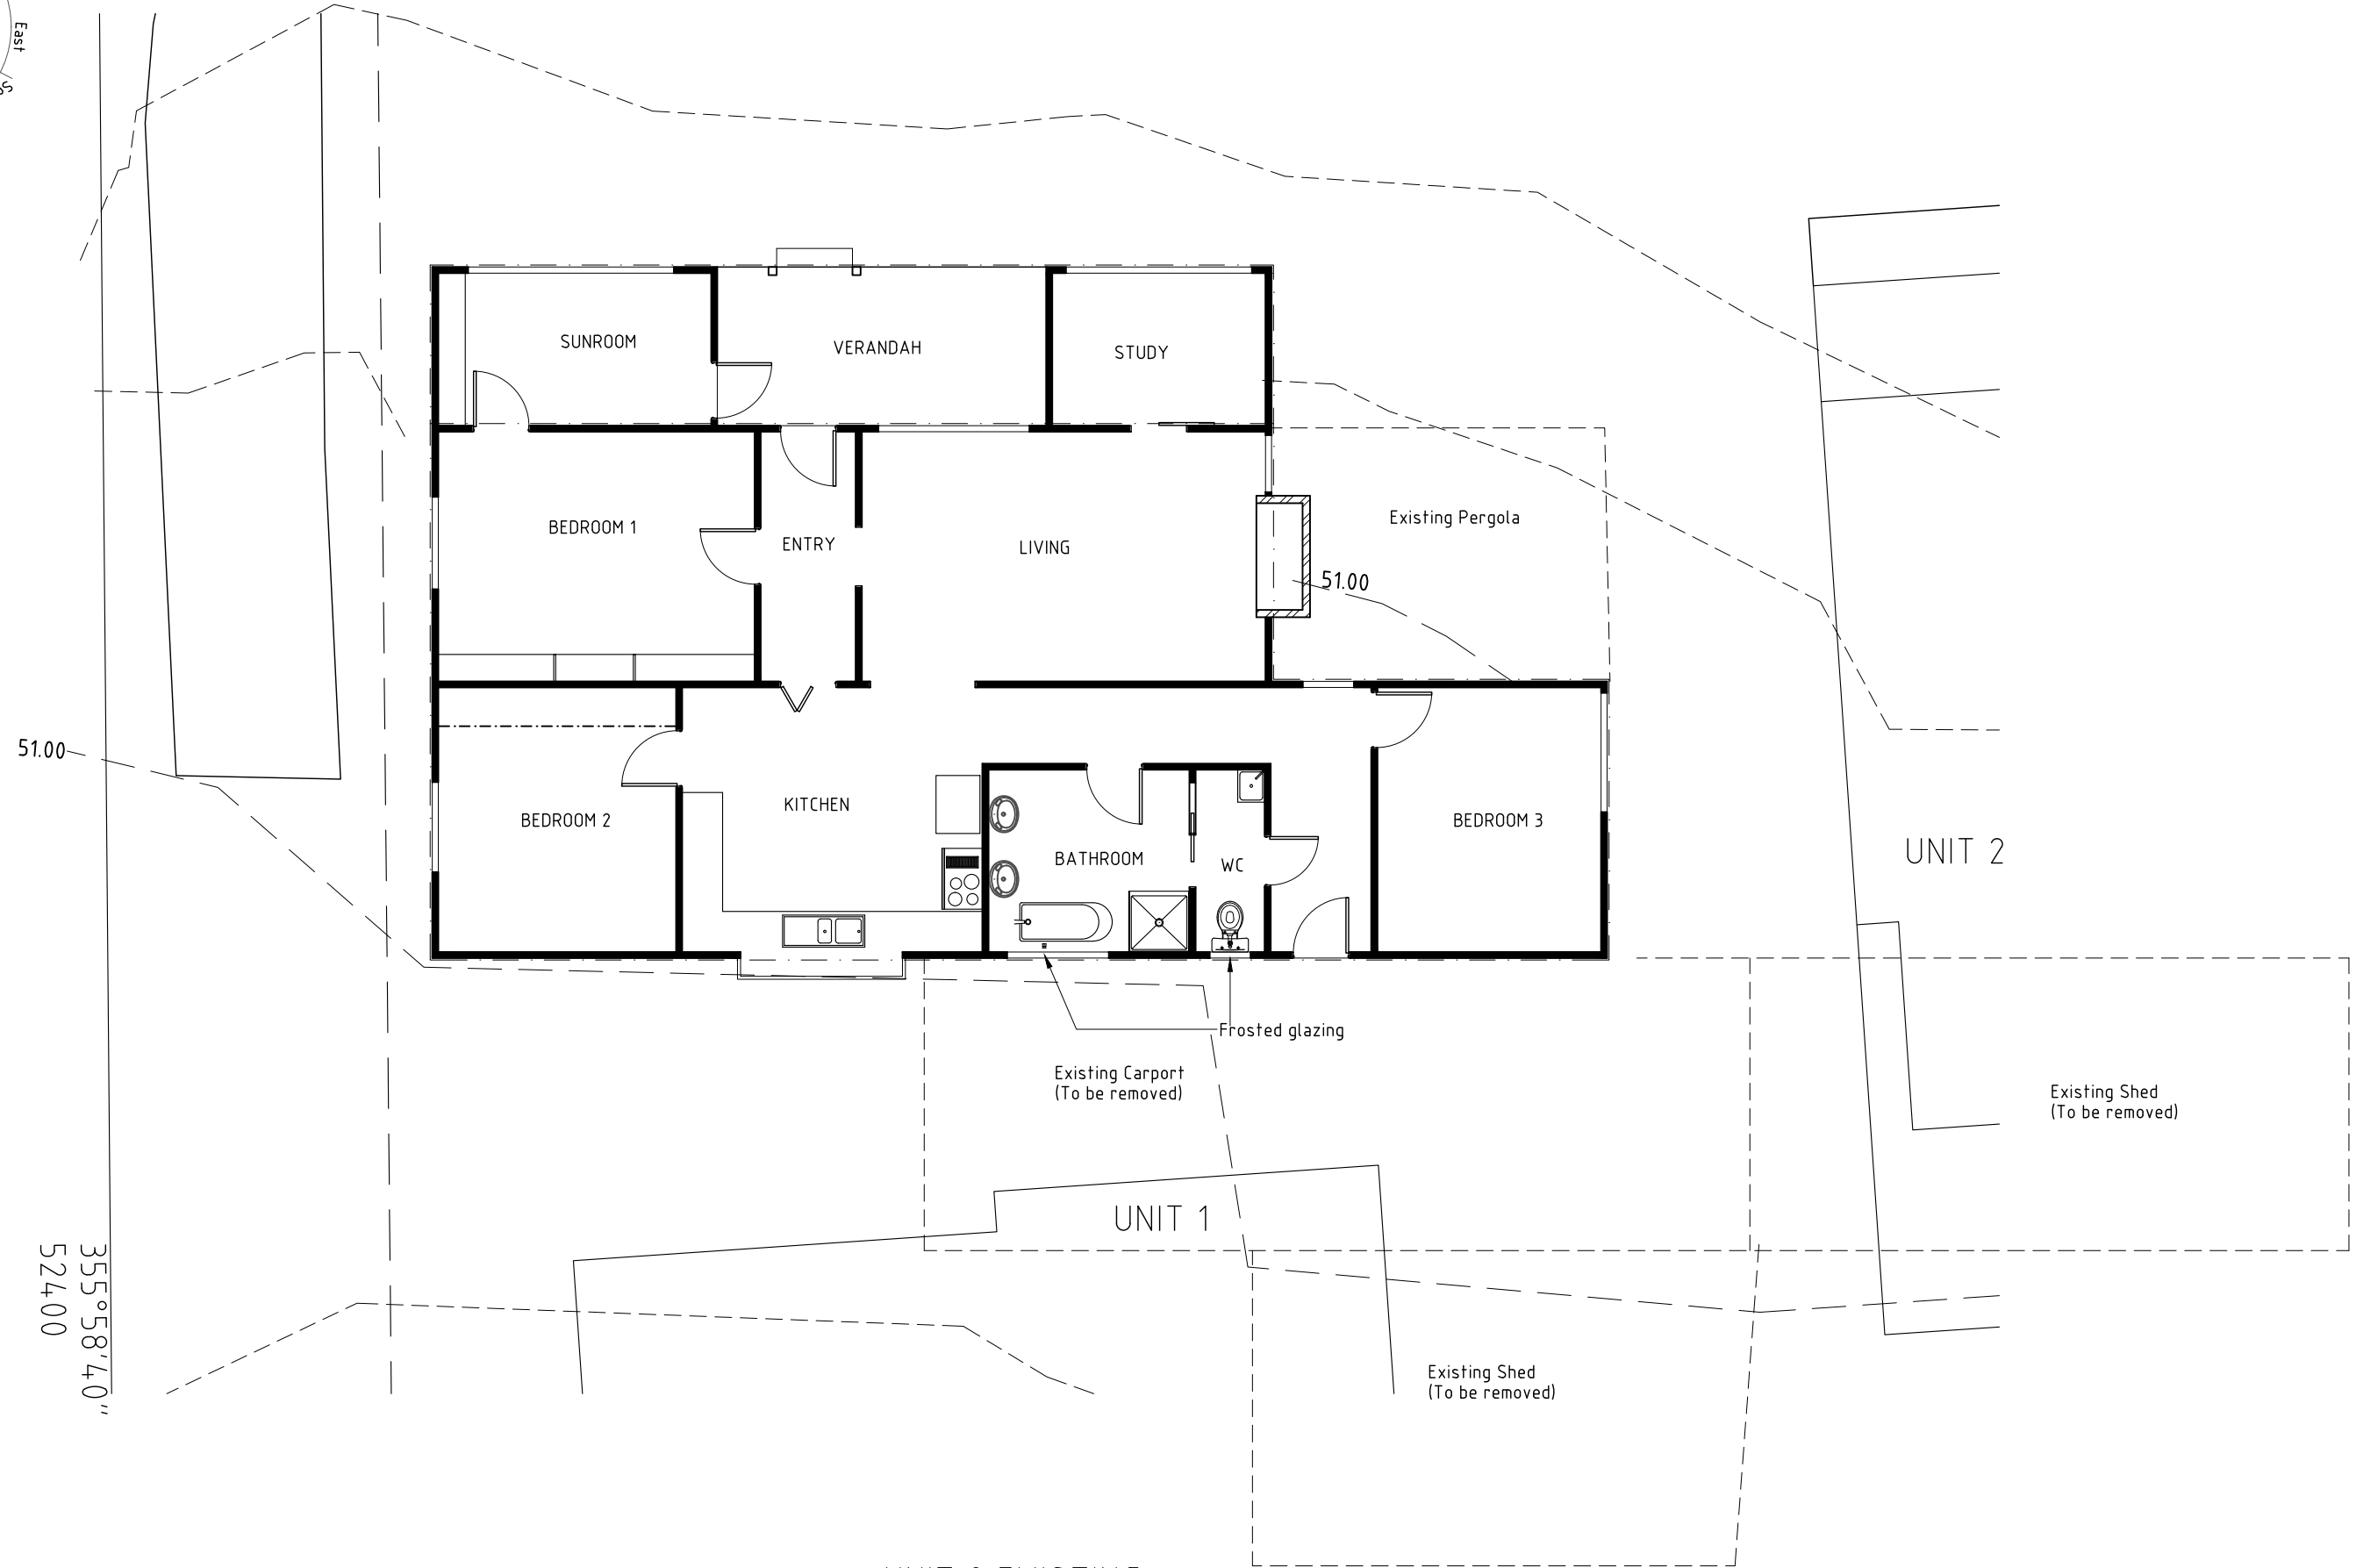 East
SUNROOM
VERANDAH
STUDY
BEDROOM 1
ENTRY
LIVING
Existing Pergola
51.00
51.00
BEDROOM 2
KITCHEN
BATHROOM
WC
BEDROOM 3
UNIT 2
Frosted glazing
Existing Carport
(To be removed)
Existing Shed
(To be removed)
UNIT 1
355°58'40"
52400
Existing Shed
(To be removed)